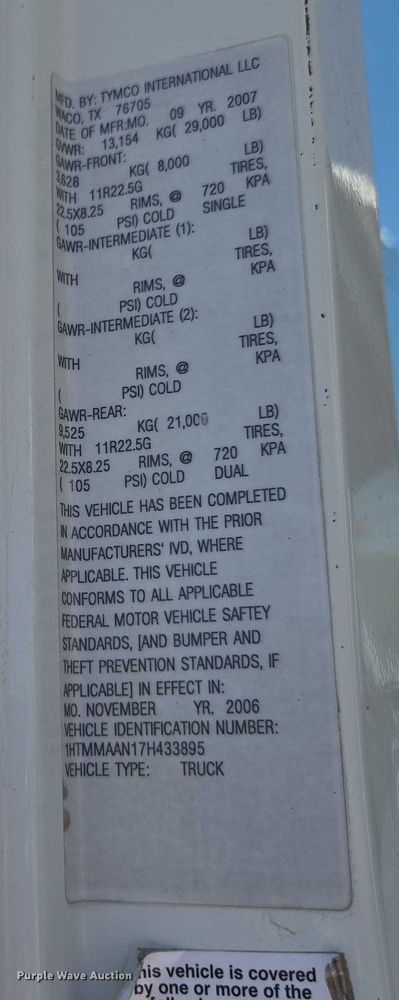 MFD. BY: TYMCO INTERNATIONAL LLC
WACO, TX 76705
DATE OF MFR:MO. 09 YR. 2007
GVWR: 13,154 KG( 29,000 LB)
GAWR-FRONT:
3,628 KG( 8,000 LB)
WITH 11R22.5G TIRES,
22.5X8.25 RIMS, @ 720 KPA
( 105 PSI) COLD SINGLE
GAWR-INTERMEDIATE (1):
KG( LB)
WITH TIRES,
RIMS, @ KPA
( PSI) COLD
GAWR-INTERMEDIATE (2):
KG( LB)
WITH TIRES,
RIMS, @ KPA
( PSI) COLD
GAWR-REAR:
9,525 KG( 21,000 LB)
WITH 11R22.5G TIRES,
22.5X8.25 RIMS, @ 720 KPA
( 105 PSI) COLD DUAL
THIS VEHICLE HAS BEEN COMPLETED
IN ACCORDANCE WITH THE PRIOR
MANUFACTURERS' IVD, WHERE
APPLICABLE. THIS VEHICLE
CONFORMS TO ALL APPLICABLE
FEDERAL MOTOR VEHICLE SAFTEY
STANDARDS, [AND BUMPER AND
THEFT PREVENTION STANDARDS, IF
APPLICABLE] IN EFFECT IN:
MO. NOVEMBER YR. 2006
VEHICLE IDENTIFICATION NUMBER:
1HTMMAAN17H433895
VEHICLE TYPE: TRUCK
Purple Wave Auction
his vehicle is covered
by one or more of the